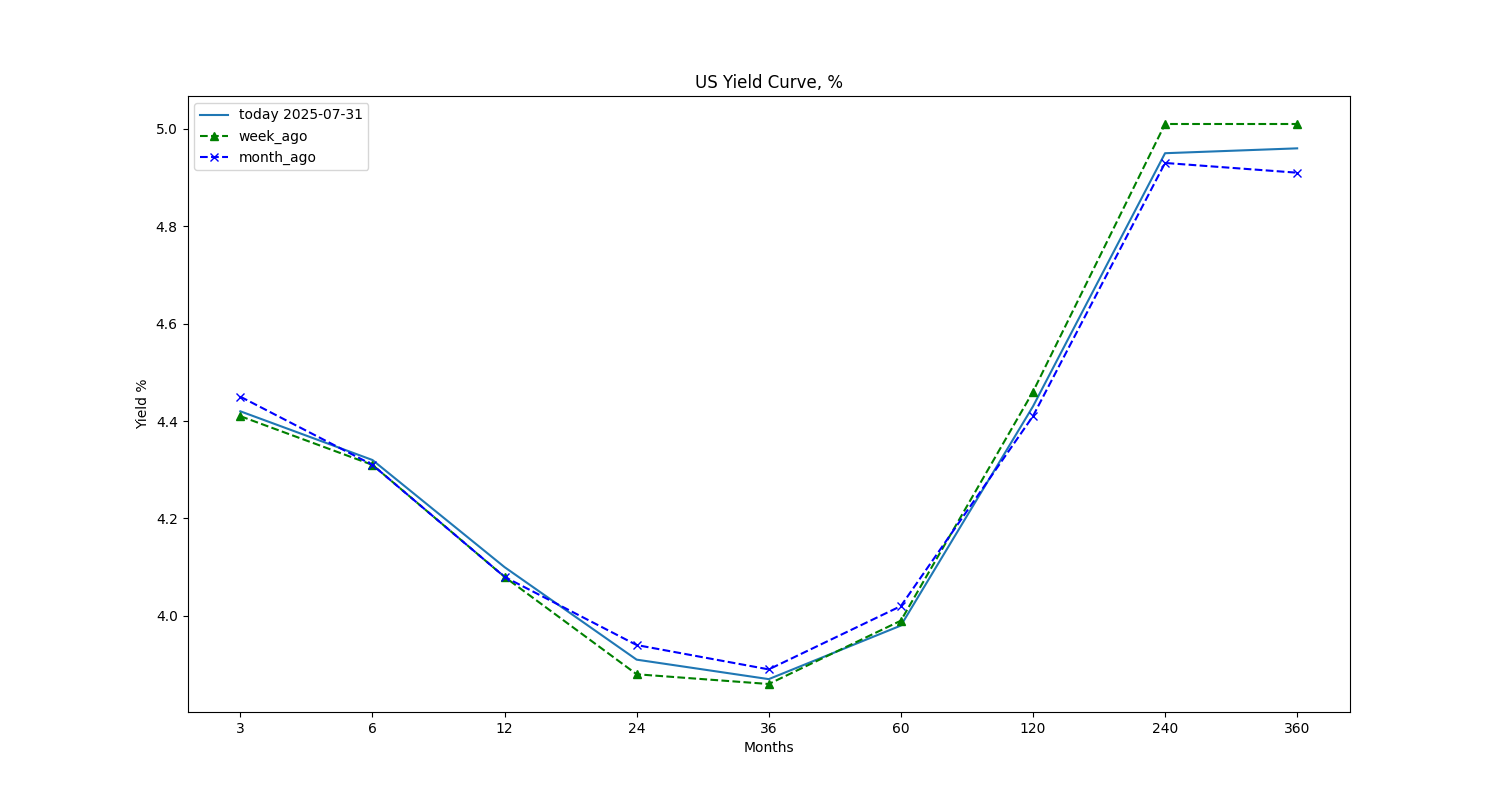 US Yield Curve, %
today 2025-07-31
week_ago
month_ago
5.0
4.8
4.6
4.4
4.2
4.0
Yield %
3 6 12 24 36 60 120 240 360
Months